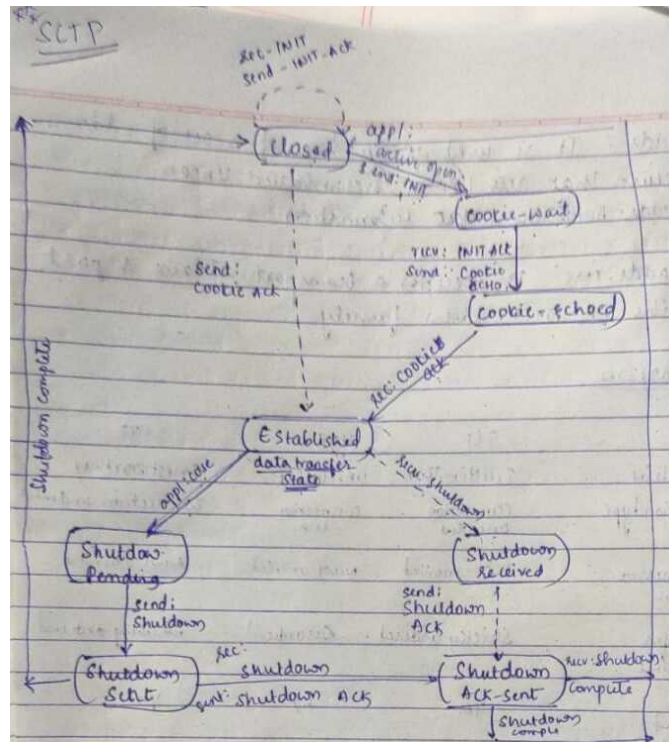 SCTP
rec-INIT
send-INIT-Ack
Closed
appl:
active open
send: INIT
Cookie-wait
recv: INIT Ack
Send: Cookie
ECHO
Cookie-Echoed
Send:
Cookie Ack
rec: Cookie
ack
Shutdown complete
Established
data transfer
state
appl: close
recv: shutdown
Shutdow
Pending
Shutdown
received
send:
Shutdown
send:
Shutdown
ACK
Shutdown
Sent
rec:
shutdown
sent: Shutdown ACK
Shutdown
ACK-sent
recv: Shutdown
Complete
Shutdown
comple